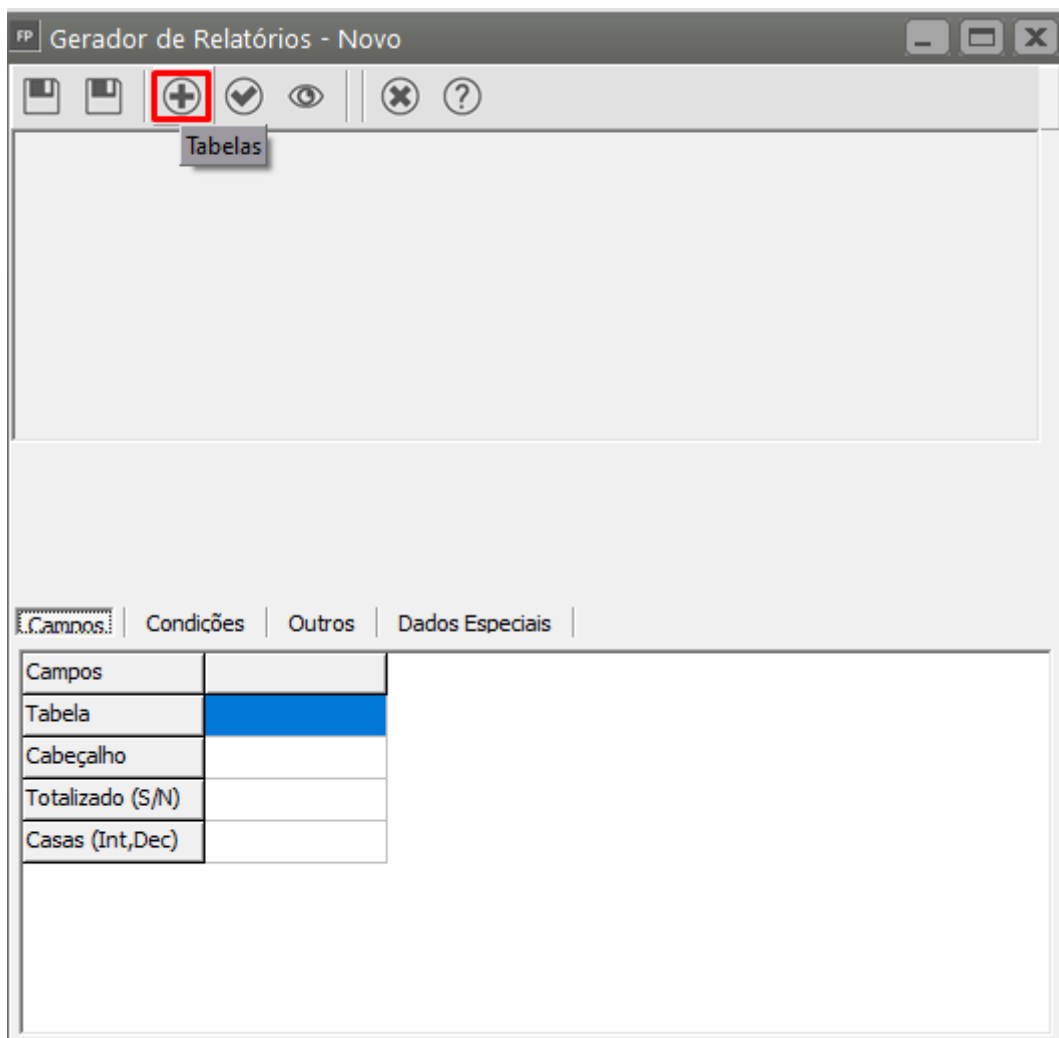 FP Gerador de Relatórios - Novo
Tabelas
Campos Condições Outros Dados Especiais
Campos
Tabela
Cabeçalho
Totalizado (S/N)
Casas (Int,Dec)